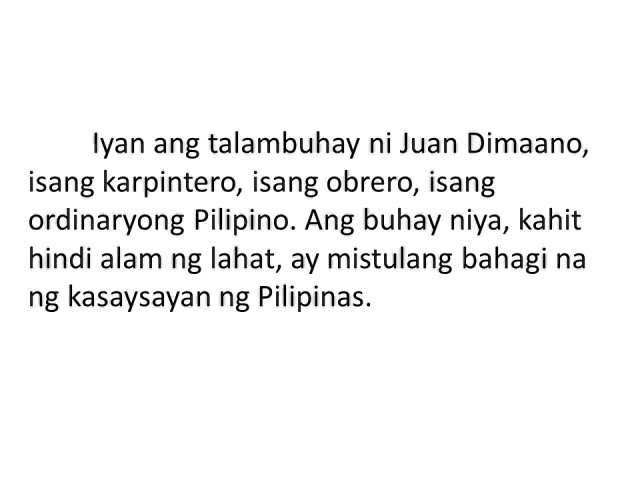 Iyan ang talambuhay ni Juan Dimaano,
isang karpintero, isang obrero, isang
ordinaryong Pilipino. Ang buhay niya, kahit
hindi alam ng lahat, ay mistulang bahagi na
ng kasaysayan ng Pilipinas.